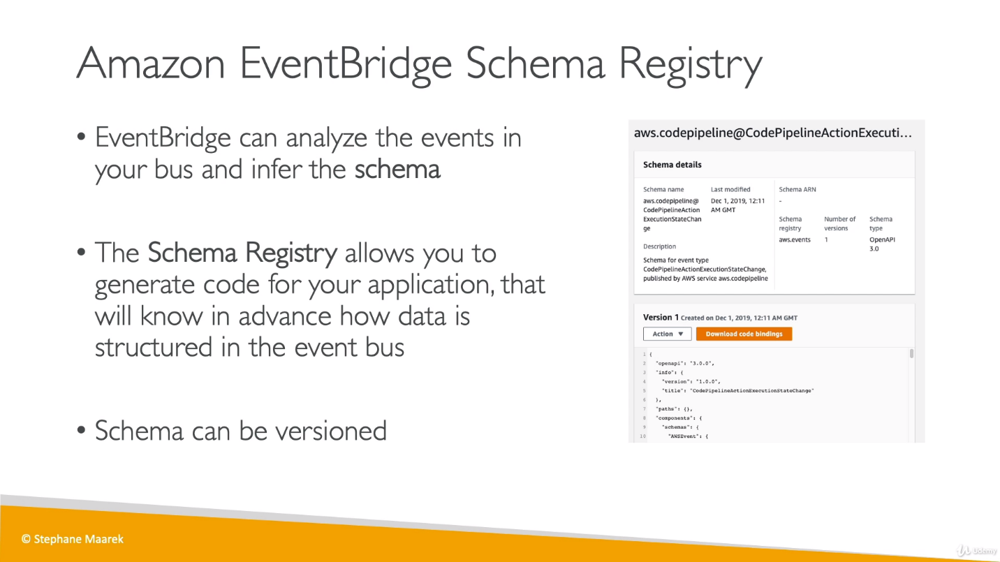 Amazon EventBridge Schema Registry
• EventBridge can analyze the events in
your bus and infer the schema
• The Schema Registry allows you to
generate code for your application, that
will know in advance how data is
structured in the event bus
• Schema can be versioned
aws.codepipeline@CodePipelineActionExecuti...
Schema details
Schema name
aws.codepipeline@
CodePipelineAction
ExecutionStateChan
ge
Last modified
Dec 1, 2019, 12:11
AM GMT
Schema ARN
-
Schema
registry
aws.events
Number of
versions
1
Schema
type
OpenAPI
3.0
Description
Schema for event type
CodePipelineActionExecutionStateChange,
published by AWS service aws.codepipeline
Version 1 Created on Dec 1, 2019, 12:11 AM GMT
Action ▼ Download code bindings
1 {
2 "openapi": "3.0.0",
3 "info": {
4 "version": "1.0.0",
5 "title": "CodePipelineActionExecutionStateChange"
6 },
7 "paths": {},
8 "components": {
9 "schemas": {
10 "AWSEvent": {
© Stephane Maarek
Udemy